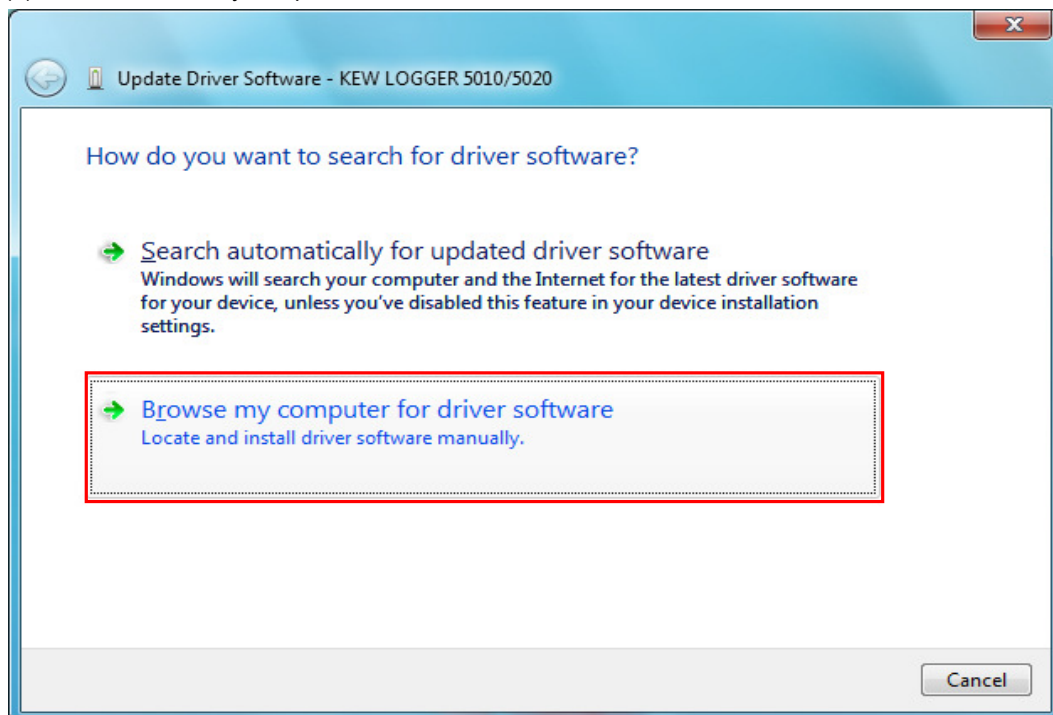 Update Driver Software - KEW LOGGER 5010/5020
How do you want to search for driver software?
Search automatically for updated driver software
Windows will search your computer and the Internet for the latest driver software
for your device, unless you've disabled this feature in your device installation
settings.
Browse my computer for driver software
Locate and install driver software manually.
Cancel